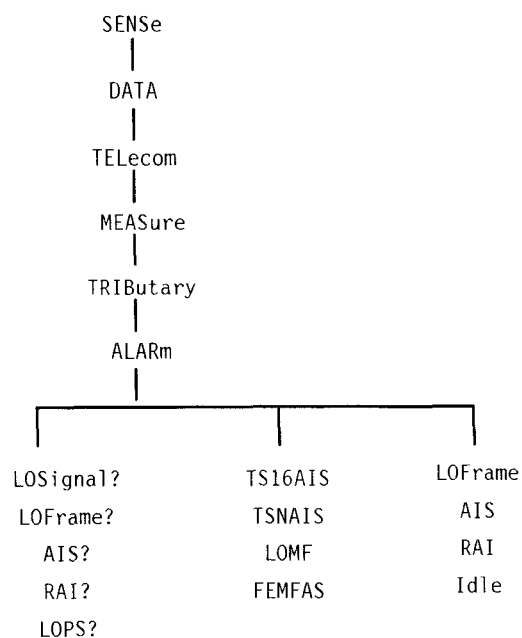 SENSe
DATA
TELecom
MEASure
TRIButary
ALARm
LOSignal? TS16AIS LOFrame
LOFrame? TSNAIS AIS
AIS? LOMF RAI
RAI? FEMFAS Idle
LOPS?